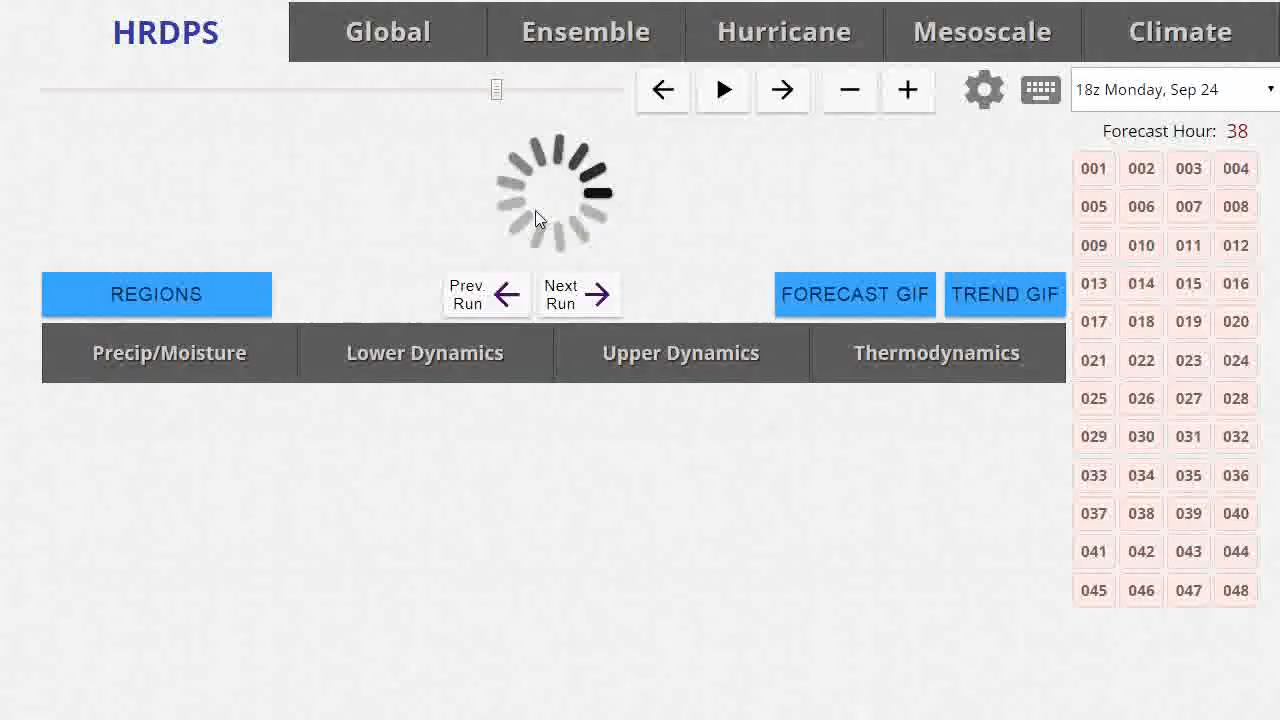 HRDPS Global Ensemble Hurricane Mesoscale Climate
18z Monday, Sep 24
Forecast Hour: 38
001 002 003 004
005 006 007 008
009 010 011 012
013 014 015 016
017 018 019 020
021 022 023 024
025 026 027 028
029 030 031 032
033 034 035 036
037 038 039 040
041 042 043 044
045 046 047 048
REGIONS
Prev.
Run
Next
Run
FORECAST GIF
TREND GIF
Precip/Moisture Lower Dynamics Upper Dynamics Thermodynamics